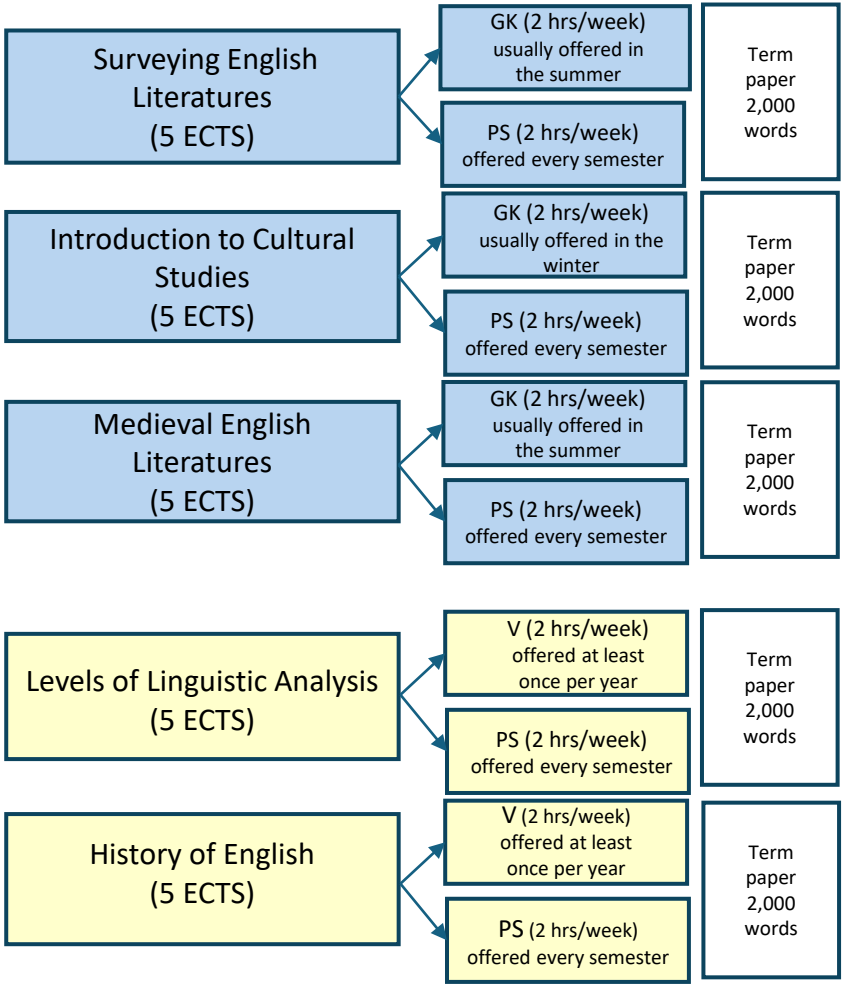 Surveying English
Literatures
(5 ECTS)
GK (2 hrs/week)
usually offered in
the summer
PS (2 hrs/week)
offered every semester
Term
paper
2,000
words
Introduction to Cultural
Studies
(5 ECTS)
GK (2 hrs/week)
usually offered in the
winter
PS (2 hrs/week)
offered every semester
Term
paper
2,000
words
Medieval English
Literatures
(5 ECTS)
GK (2 hrs/week)
usually offered in
the summer
PS (2 hrs/week)
offered every semester
Term
paper
2,000
words
Levels of Linguistic Analysis
(5 ECTS)
V (2 hrs/week)
offered at least
once per year
PS (2 hrs/week)
offered every semester
Term
paper
2,000
words
History of English
(5 ECTS)
V (2 hrs/week)
offered at least
once per year
PS (2 hrs/week)
offered every semester
Term
paper
2,000
words